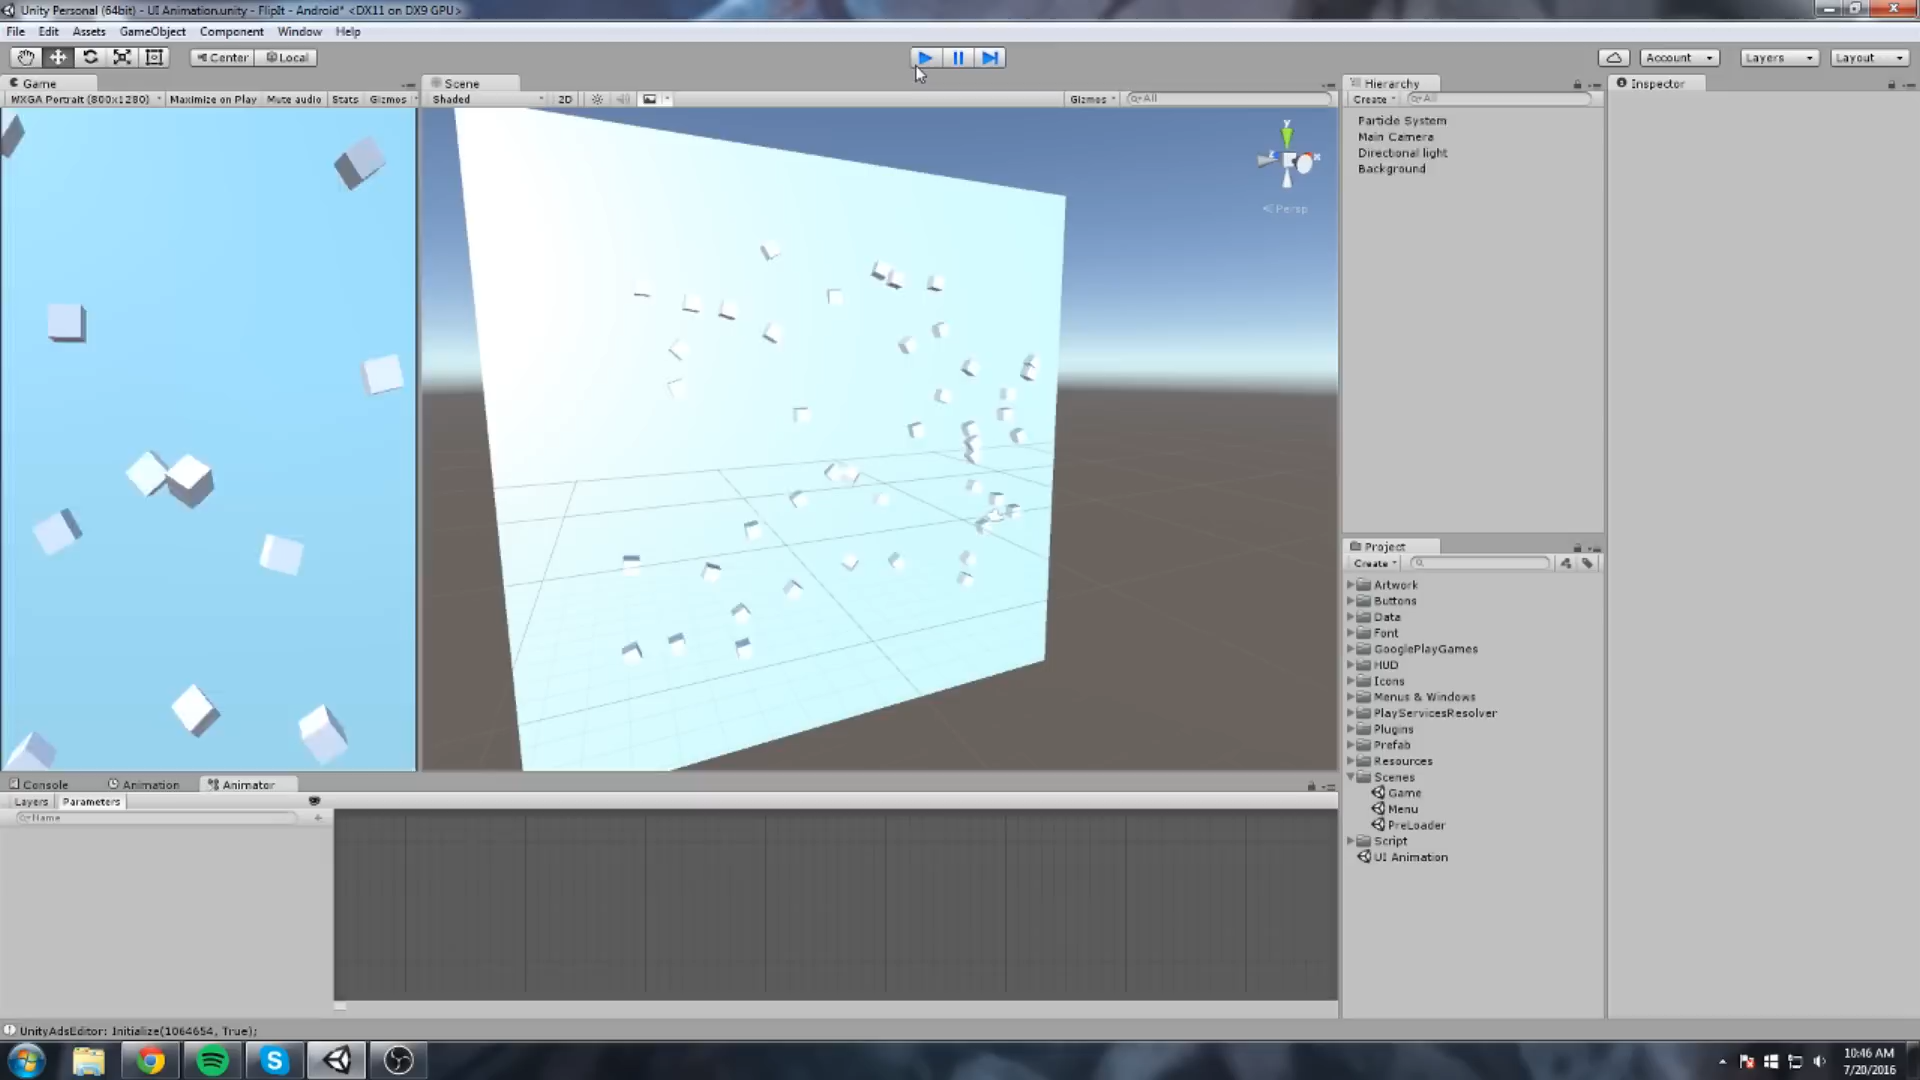 Unity Personal (64bit) - UI Animation.unity - FlipIt - Android* <DX11 on DX9 GPU>
File Edit Assets GameObject Component Window Help
Center Local Account Layers Layout
Game Scene Hierarchy Inspector
WXGA Portrait (800x1280) Maximize on Play Mute audio Stats Gizmos Shaded 2D Gizmos All Create All
Particle System
Main Camera
Directional light
Background
y
x
z
Persp
Project
Create
Artwork
Buttons
Data
Font
GooglePlayGames
HUD
Icons
Menus & Windows
PlayServicesResolver
Plugins
Prefab
Resources
Scenes
Game
Menu
PreLoader
Script
UI Animation
Console Animation Animator
Layers Parameters
Name
UnityAdsEditor: Initialize(1064654, True);
10:46 AM
7/20/2016